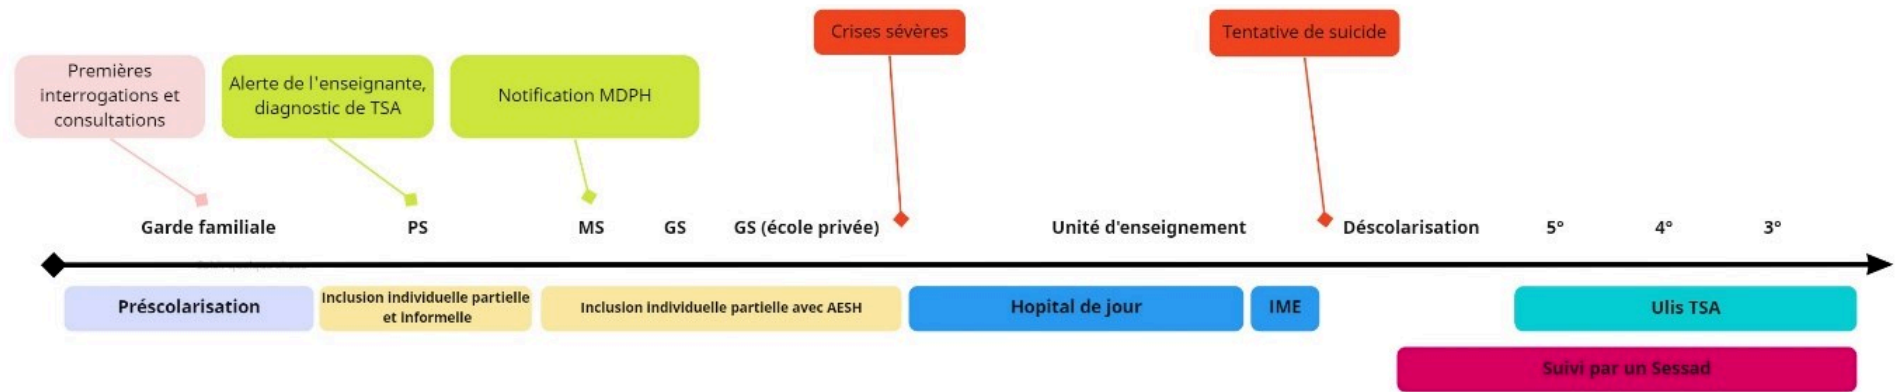 Crises sévères
Tentative de suicide
Premières
interrogations et
consultations
Alerte de l'enseignante,
diagnostic de TSA
Notification MDPH
Garde familiale
PS
MS
GS
GS (école privée)
Unité d'enseignement
Déscolarisation
5°
4°
3°
Préscolarisation
Inclusion individuelle partielle
et informelle
Inclusion individuelle partielle avec AESH
Hopital de jour
IME
Ulis TSA
Suivi par un Sessad